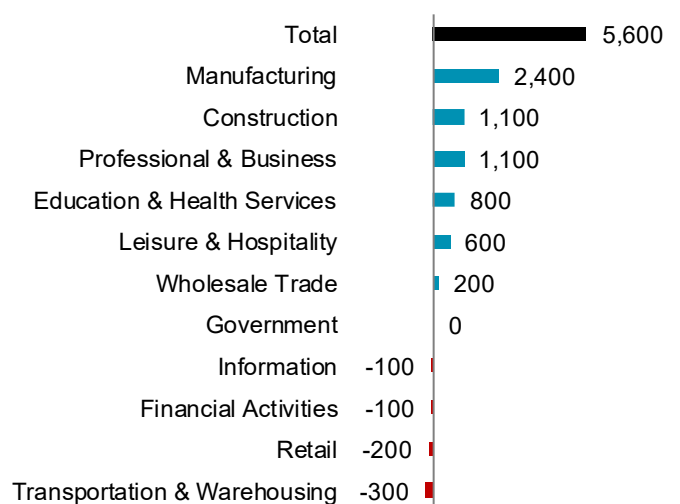 Total 5,600
Manufacturing 2,400
Construction 1,100
Professional & Business 1,100
Education & Health Services 800
Leisure & Hospitality 600
Wholesale Trade 200
Government 0
Information -100
Financial Activities -100
Retail -200
Transportation & Warehousing -300